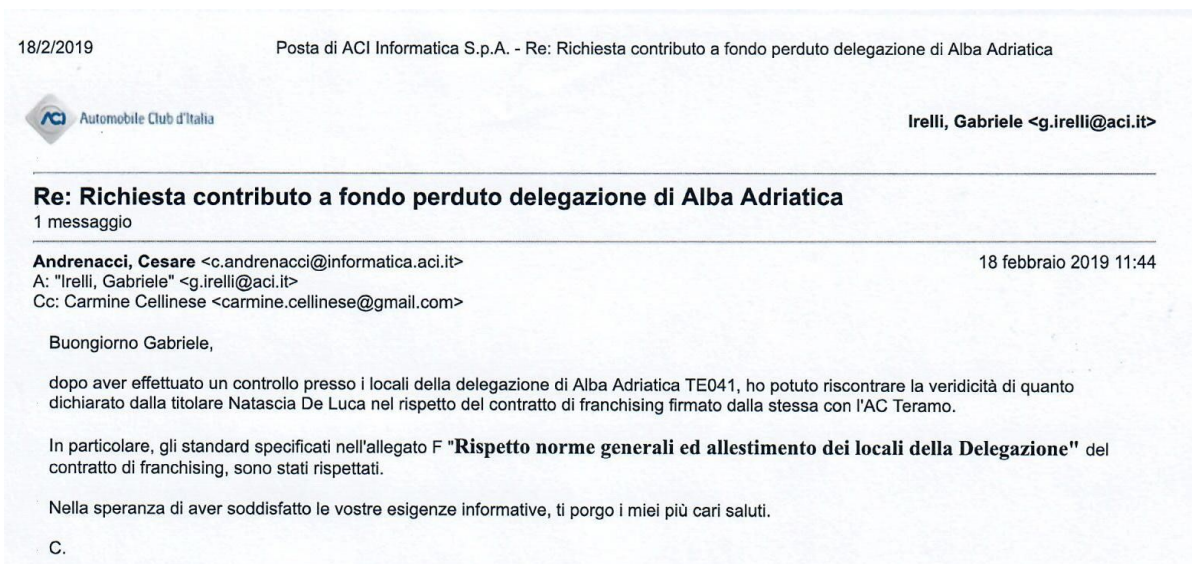 18/2/2019 Posta di ACI Informatica S.p.A. - Re: Richiesta contributo a fondo perduto delegazione di Alba Adriatica
ACI Automobile Club d'Italia
Irelli, Gabriele <g.irelli@aci.it>
Re: Richiesta contributo a fondo perduto delegazione di Alba Adriatica
1 messaggio
Andrenacci, Cesare <c.andrenacci@informatica.aci.it> 18 febbraio 2019 11:44
A: "Irelli, Gabriele" <g.irelli@aci.it>
Cc: Carmine Cellinese <carmine.cellinese@gmail.com>
Buongiorno Gabriele,
dopo aver effettuato un controllo presso i locali della delegazione di Alba Adriatica TE041, ho potuto riscontrare la veridicità di quanto
dichiarato dalla titolare Natascia De Luca nel rispetto del contratto di franchising firmato dalla stessa con l'AC Teramo.
In particolare, gli standard specificati nell'allegato F "Rispetto norme generali ed allestimento dei locali della Delegazione" del
contratto di franchising, sono stati rispettati.
Nella speranza di aver soddisfatto le vostre esigenze informative, ti porgo i miei più cari saluti.
C.